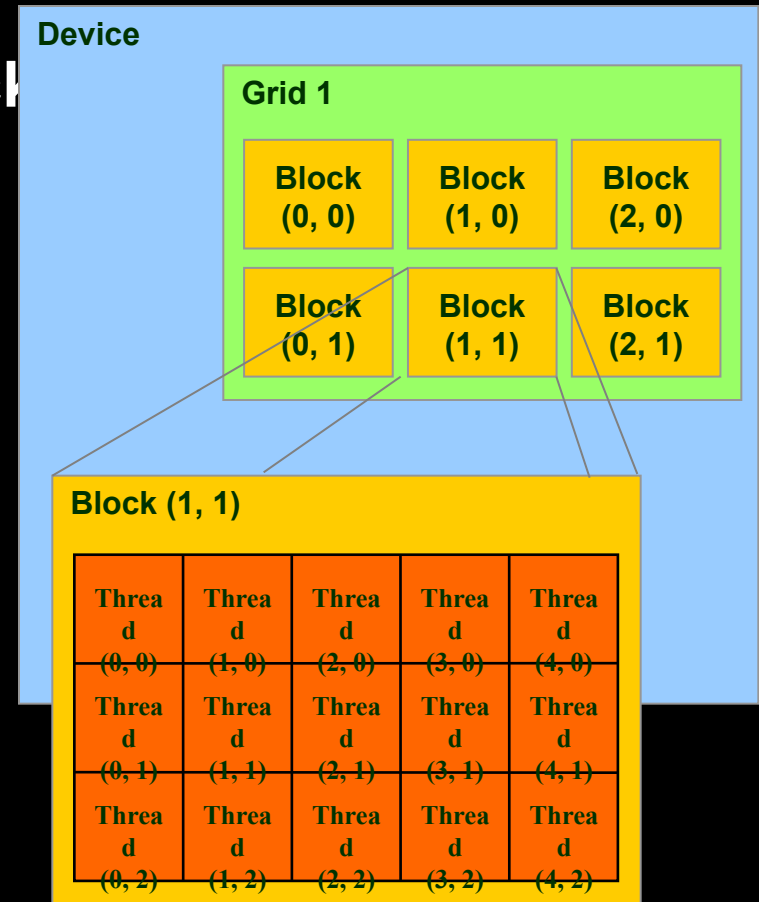 Device
Grid 1
Block
(0, 0)
Block
(1, 0)
Block
(2, 0)
Block
(0, 1)
Block
(1, 1)
Block
(2, 1)
Block (1, 1)
Threa
d
(0, 0)
Threa
d
(1, 0)
Threa
d
(2, 0)
Threa
d
(3, 0)
Threa
d
(4, 0)
Threa
d
(0, 1)
Threa
d
(1, 1)
Threa
d
(2, 1)
Threa
d
(3, 1)
Threa
d
(4, 1)
Threa
d
(0, 2)
Threa
d
(1, 2)
Threa
d
(2, 2)
Threa
d
(3, 2)
Threa
d
(4, 2)